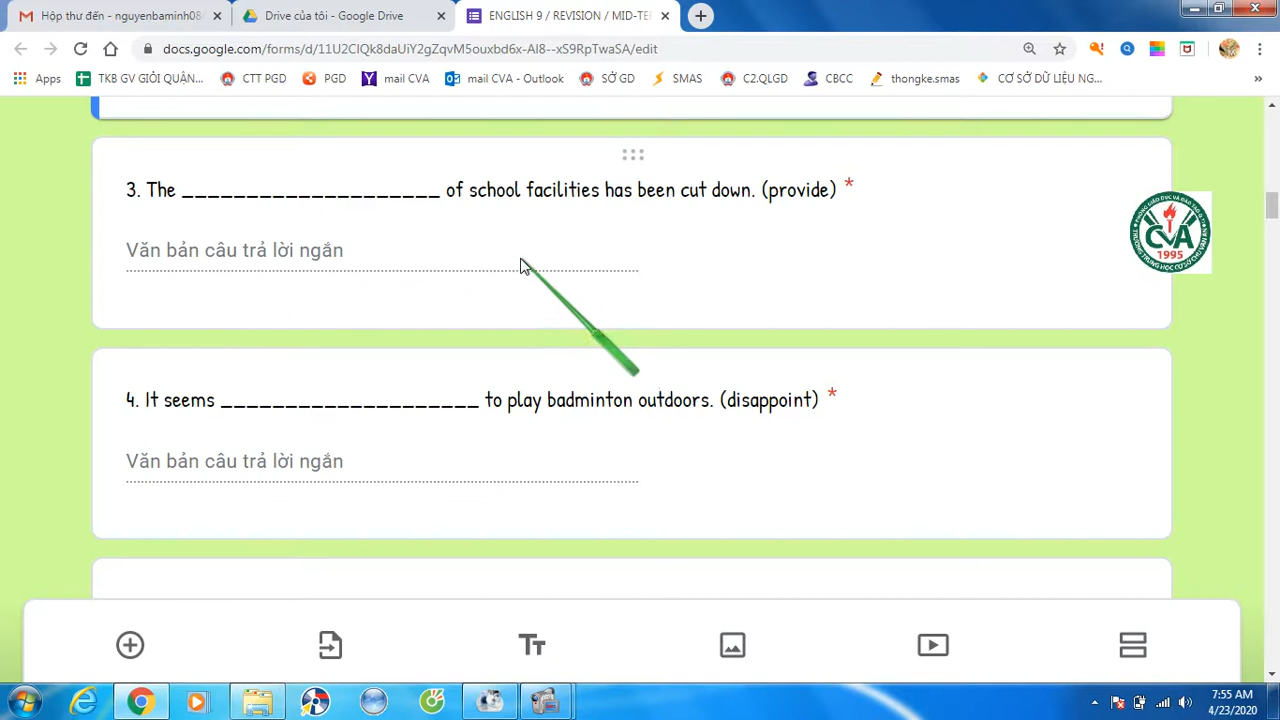 Hộp thư đến - nguyenbaminh08
Drive của tôi - Google Drive
ENGLISH 9 / REVISION / MID-TE
docs.google.com/forms/d/11U2ClQk8daUiY2gZqwM5colxbd6x-AI8--xS9RpTwaSA/edit
Apps
TKB GV GIỎI QUẬN...
CTT PGD
PGD
mail CVA
mail CVA - Outlook
SỞ GD
SMAS
C2.QLGD
CBCC
thongke.smas
CƠ SỞ DỮ LIỆU NG...
»
3. The ____________________ of school facilities has been cut down. (provide) *
Văn bản câu trả lời ngắn
CVA
1995
4. It seems ____________________ to play badminton outdoors. (disappoint) *
Văn bản câu trả lời ngắn
7:55 AM
4/23/2020